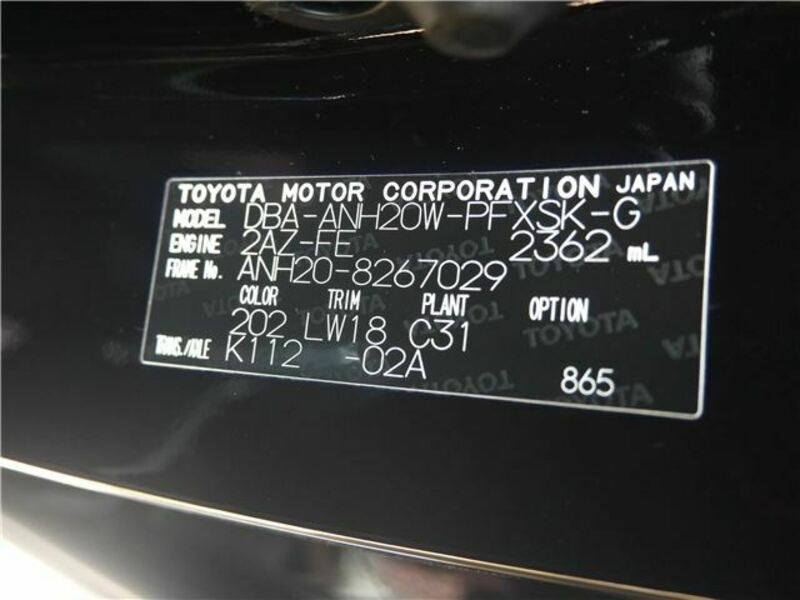 TOYOTA MOTOR CORPORATION JAPAN
MODEL DBA-ANH20W-PFXSK-G
ENGINE 2AZ-FE 2362 mL
FRAME No. ANH20-8267029
COLOR TRIM PLANT OPTION
202 LW18 C31
TRANS./AXLE K112 -02A 865